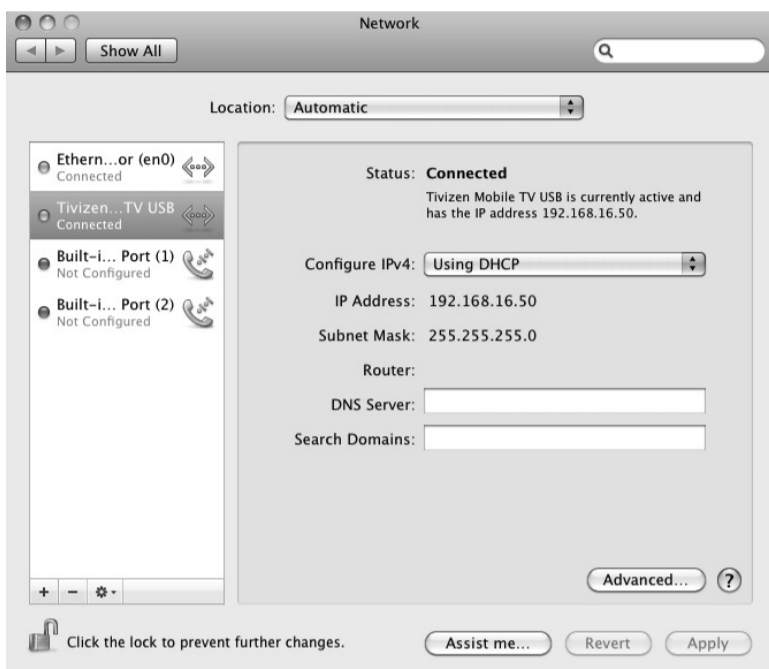 Network
Show All
Location: Automatic
Ethern...or (en0)
Connected
Tivizen...TV USB
Connected
Built-i... Port (1)
Not Configured
Built-i... Port (2)
Not Configured
Status: Connected
Tivizen Mobile TV USB is currently active and
has the IP address 192.168.16.50.
Configure IPv4: Using DHCP
IP Address: 192.168.16.50
Subnet Mask: 255.255.255.0
Router:
DNS Server:
Search Domains:
Advanced... ?
Click the lock to prevent further changes.
Assist me... Revert Apply